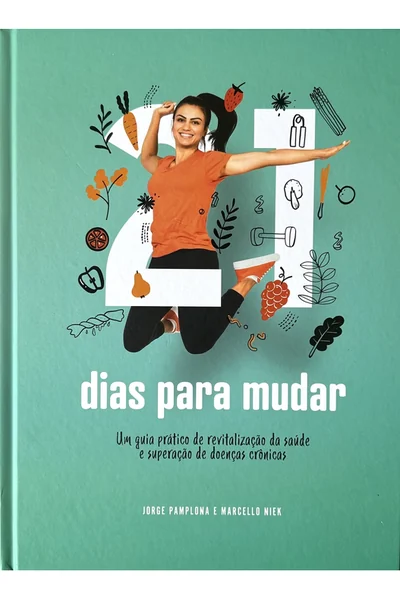 21
dias para mudar
Um guia prático de revitalização da saúde
e superação de doenças crônicas
JORGE PAMPLONA E MARCELLO NIEK